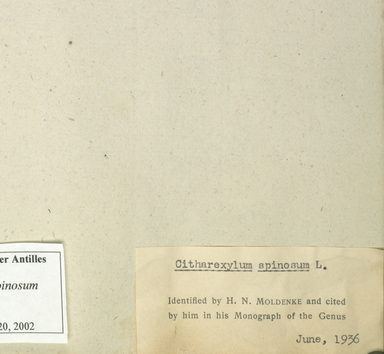 er Antilles
pinosum
20, 2002
Citharexylum spinosum L.
Identified by H. N. MOLDENKE and cited
by him in his Monograph of the Genus
June, 1936